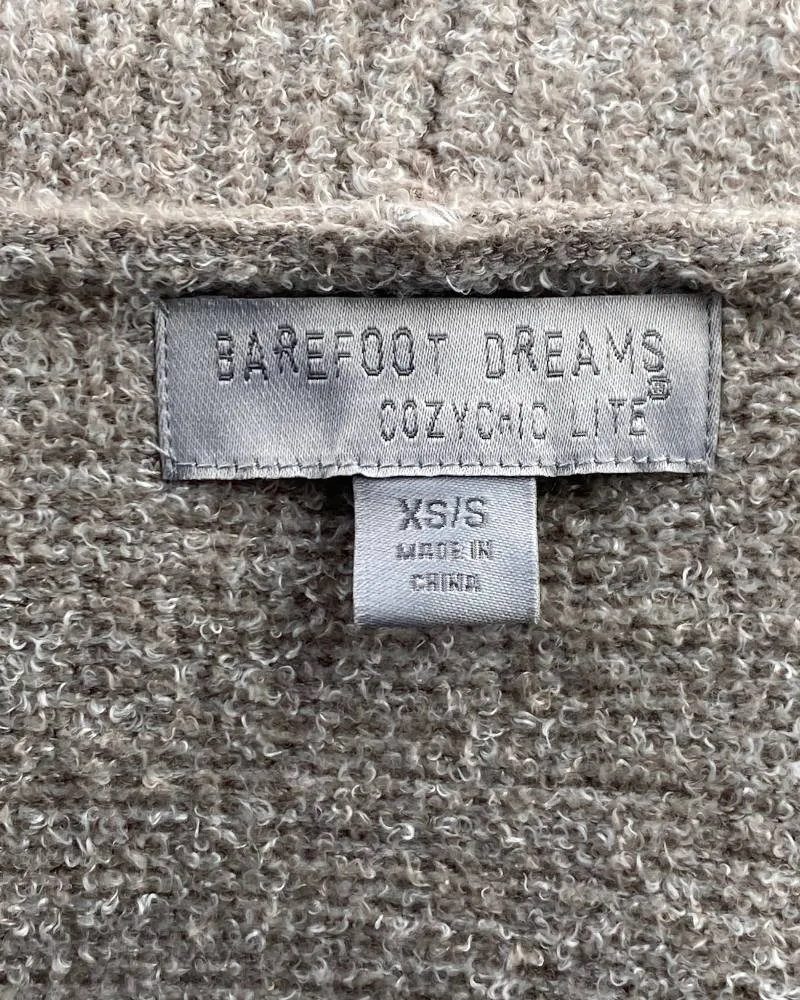 BAREFOOT DREAMS®
COZYCHIC LITE
XS/S
MADE IN
CHINA